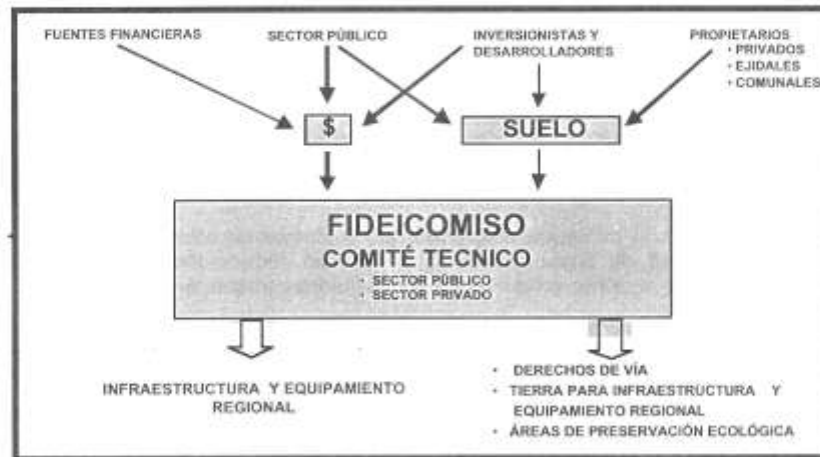 FUENTES FINANCIERAS
SECTOR PÚBLICO
INVERSIONISTAS Y
DESARROLLADORES
PROPIETARIOS
• PRIVADOS
• EJIDALES
• COMUNALES
$
SUELO
FIDEICOMISO
COMITÉ TECNICO
• SECTOR PÚBLICO
• SECTOR PRIVADO
INFRAESTRUCTURA Y EQUIPAMIENTO
REGIONAL
• DERECHOS DE VÍA
• TIERRA PARA INFRAESTRUCTURA Y
EQUIPAMIENTO REGIONAL
• ÁREAS DE PRESERVACIÓN ECOLÓGICA